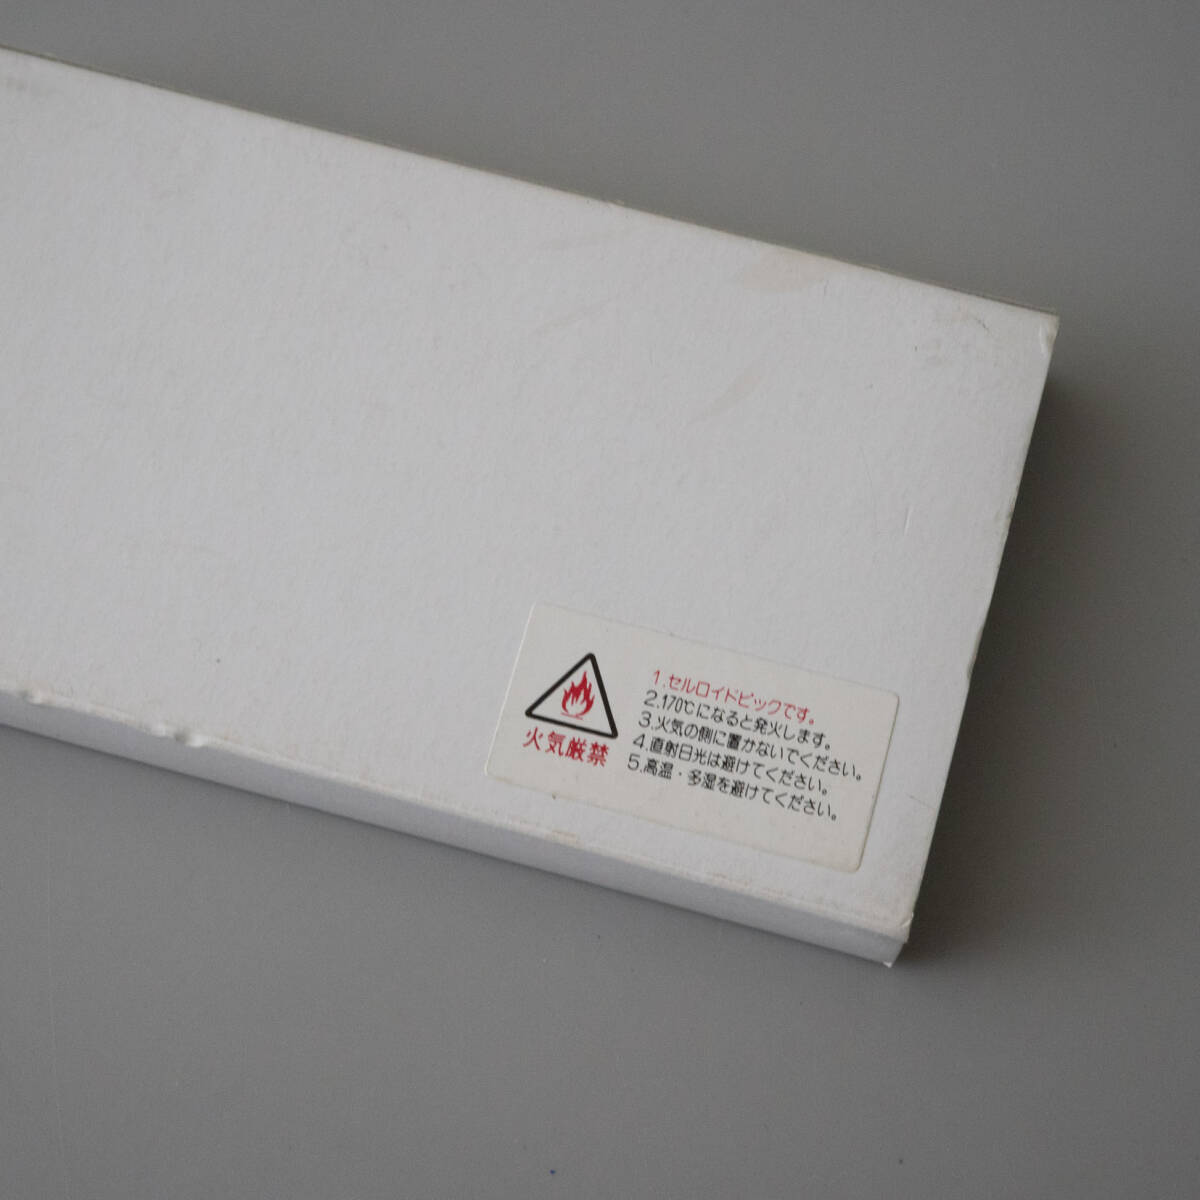 火気厳禁
1.セルロイドピックです。
2.170℃になると発火します。
3.火気の側に置かないでください。
4.直射日光は避けてください。
5.高温・多湿を避けてください。